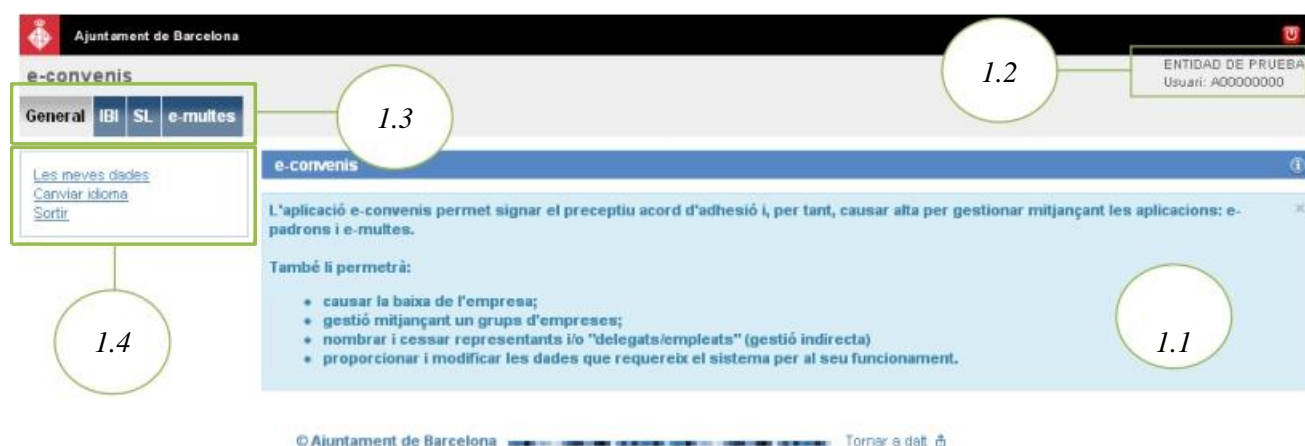 Ajuntament de Barcelona
e-convenis
ENTIDAD DE PRUEBA
Usuari: A00000000
1.2
General IBI SL e-multes
1.3
Les meves dades
Canviar idioma
Sortir
e-convenis
L'aplicació e-convenis permet signar el preceptiu acord d'adhesió i, per tant, causar alta per gestionar mitjançant les aplicacions: e-
padrons i e-multes.
També li permetrà:
• causar la baixa de l'empresa;
• gestió mitjançant un grups d'empreses;
• nombrar i cessar representants i/o "delegats/empleats" (gestió indirecta)
• proporcionar i modificar les dades que requereix el sistema per al seu funcionament.
1.4
1.1
© Ajuntament de Barcelona
Tornar a dalt